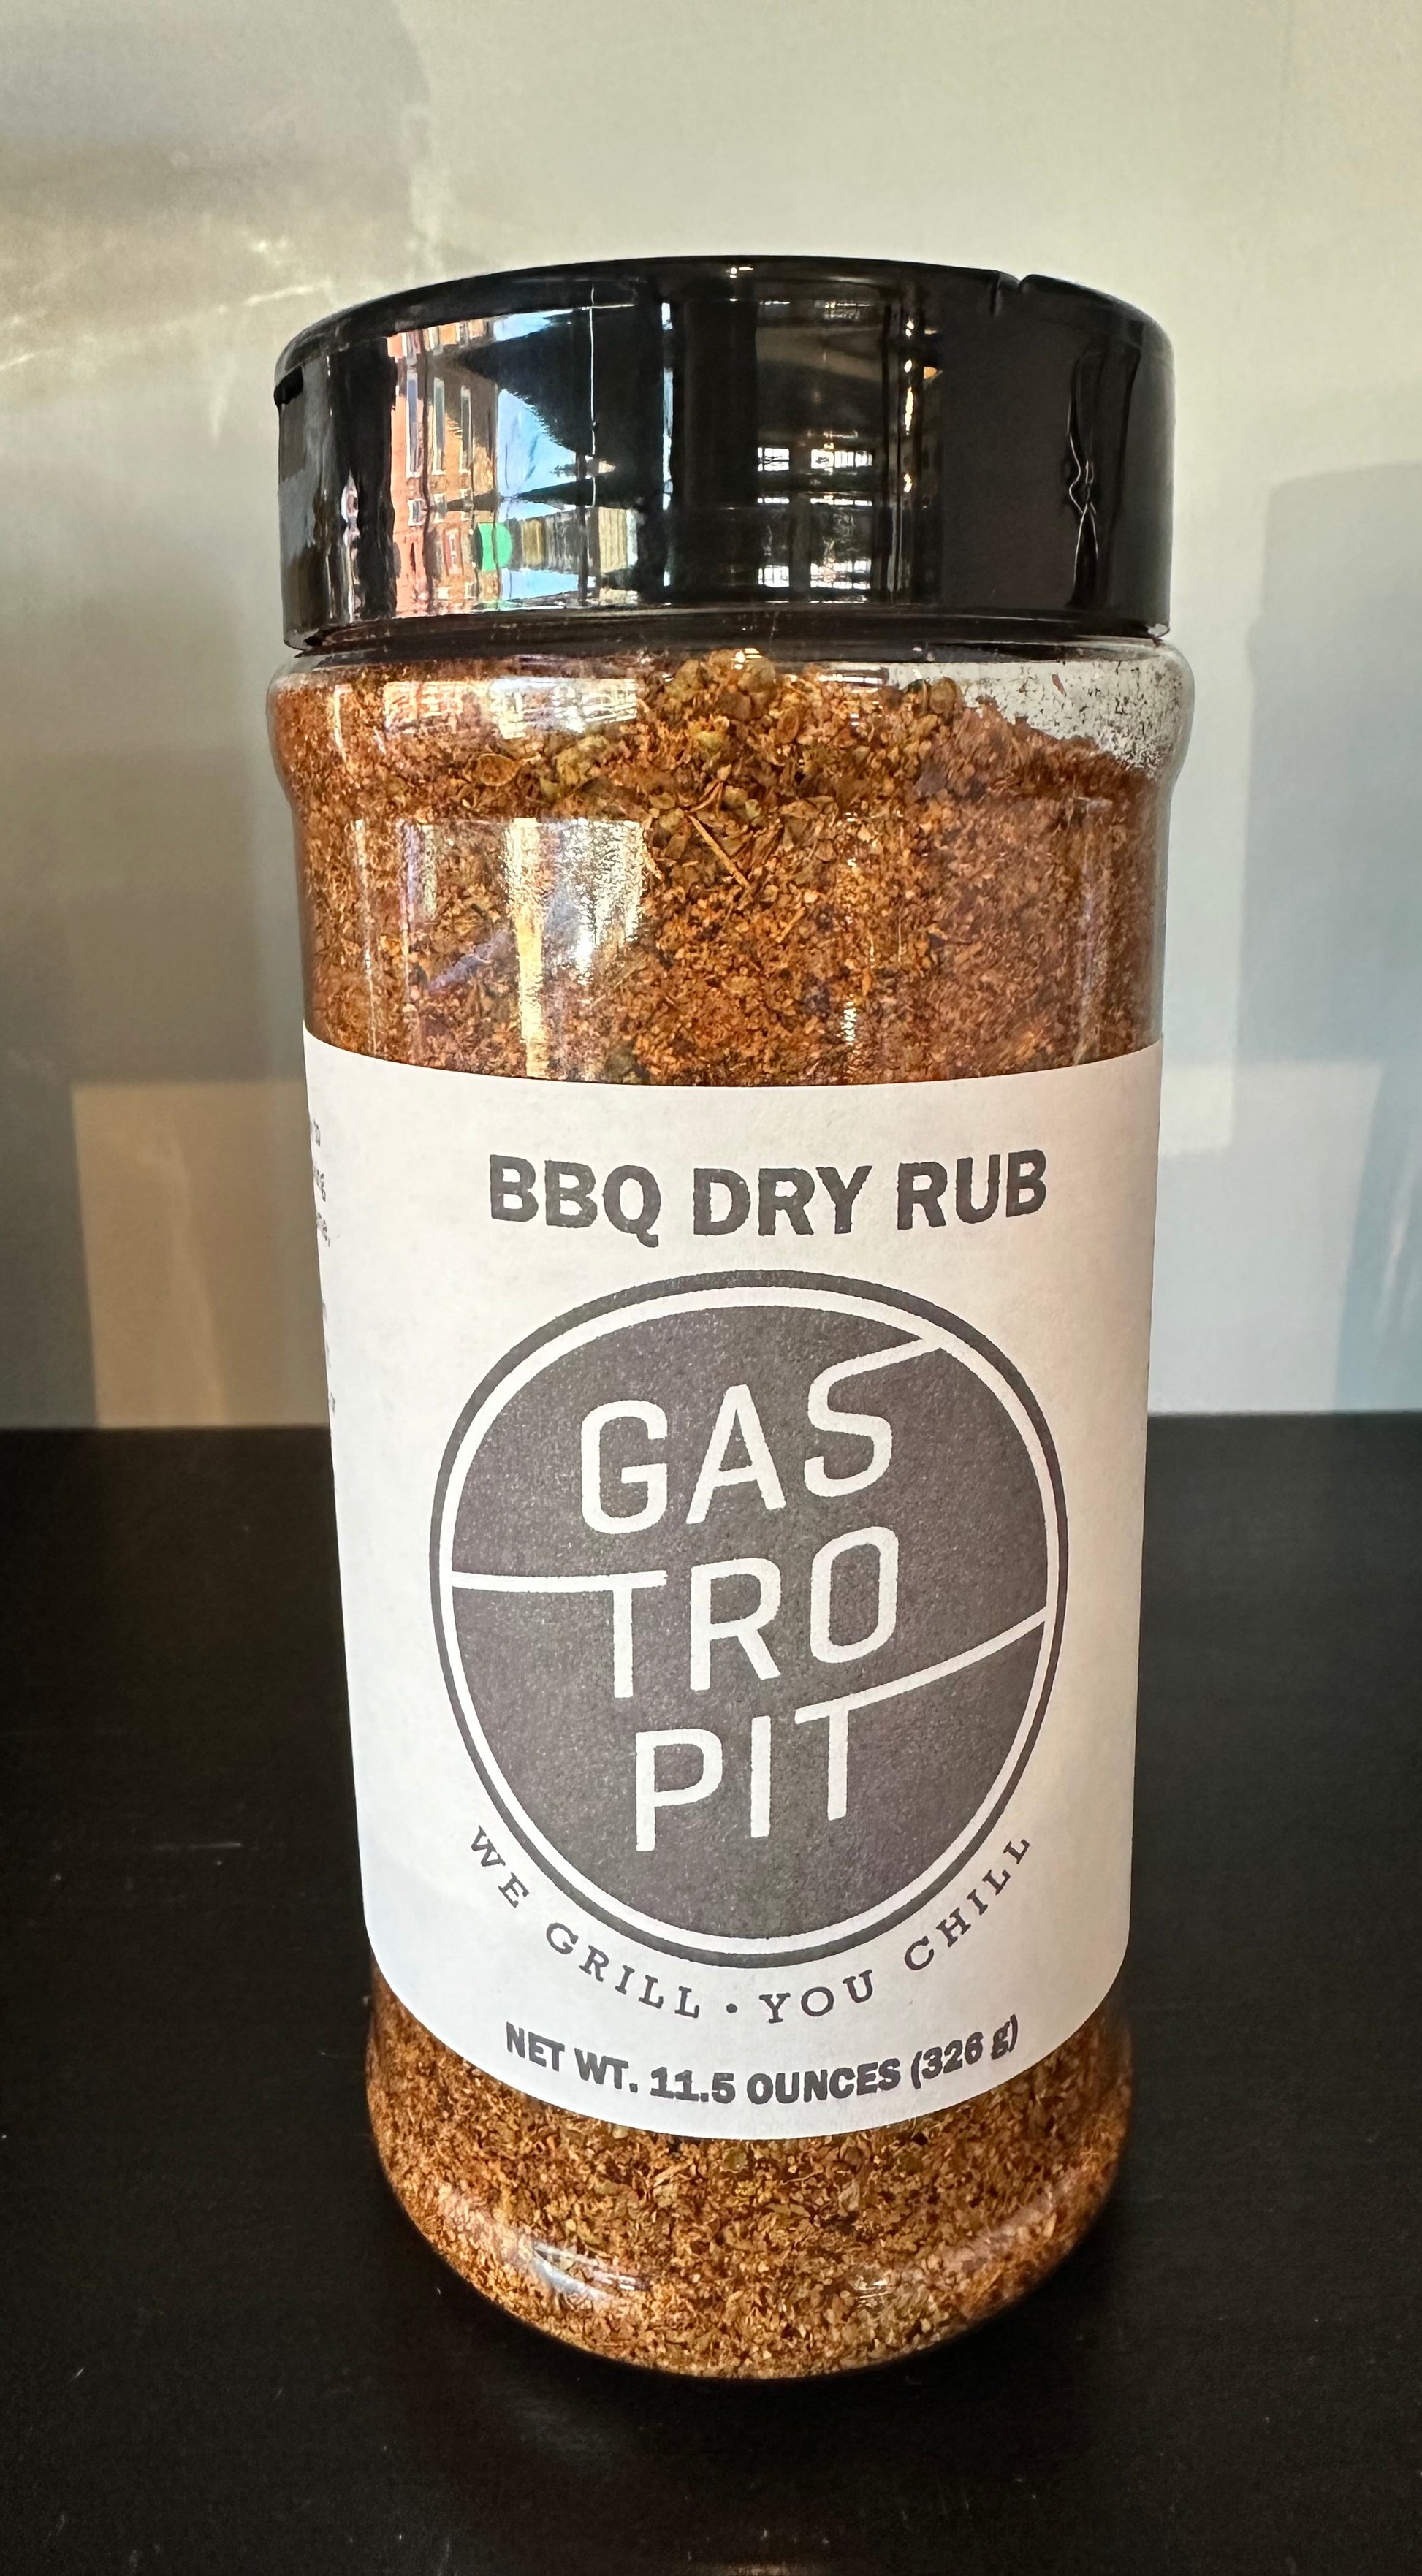 BBQ DRY RUB
GAS
TRO
PIT
WE GRILL • YOU CHILL
NET WT. 11.5 OUNCES (326 g)